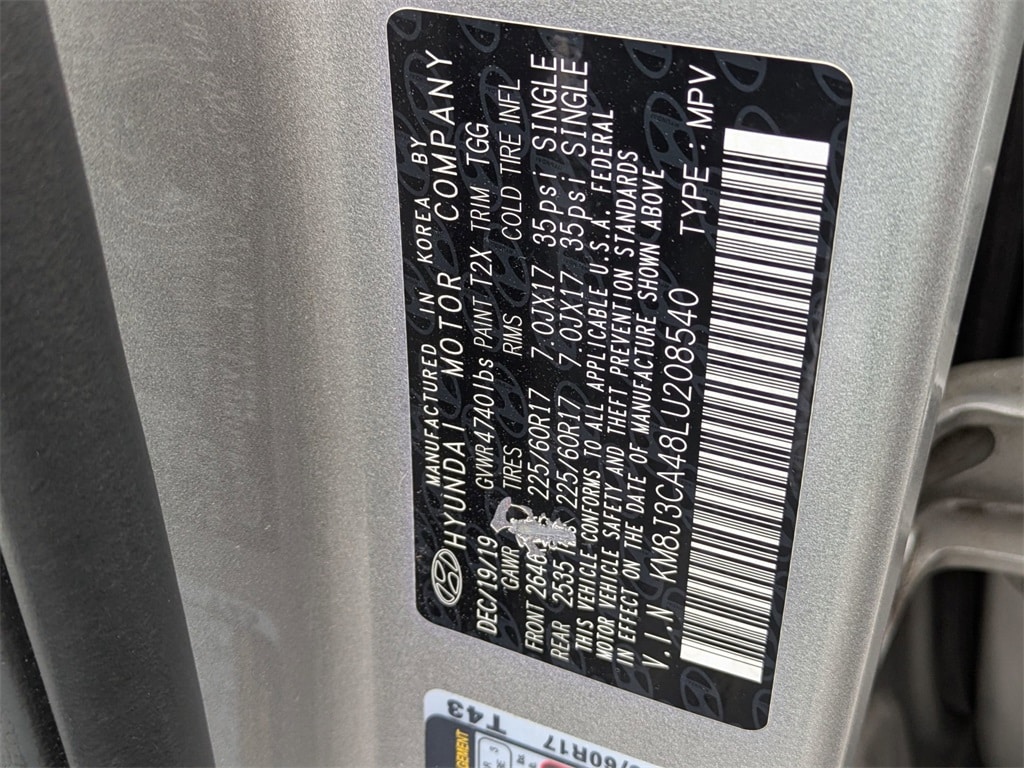 MANUFACTURED IN KOREA BY
HYUNDAI MOTOR COMPANY
DEC/19/19 GVWR4740lbs PAINT T2X TRIM TGG
GAWR TIRES RIMS COLD TIRE INFL
FRONT 2646 225/60R17 7.0JX17 35psi SINGLE
REAR 2535 225/60R17 7.0JX17 35psi SINGLE
THIS VEHICLE CONFORMS TO ALL APPLICABLE U.S.A. FEDERAL
MOTOR VEHICLE SAFETY AND THEFT PREVENTION STANDARDS
IN EFFECT ON THE DATE OF MANUFACTURE SHOWN ABOVE
V.I.N KM8J3CA48LU208540 TYPE : MPV
T43
/60R17